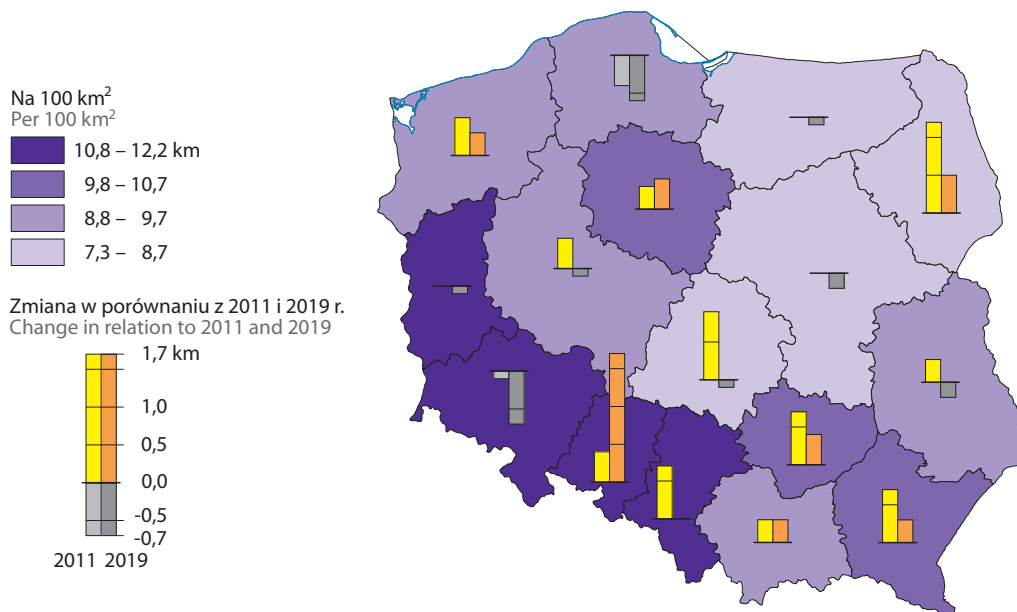 Na 100 km²
Per 100 km²
10,8 – 12,2 km
9,8 – 10,7
8,8 – 9,7
7,3 – 8,7
Zmiana w porównaniu z 2011 i 2019 r.
Change in relation to 2011 and 2019
1,7 km
1,0
0,5
0,0
-0,5
-0,7
2011 2019